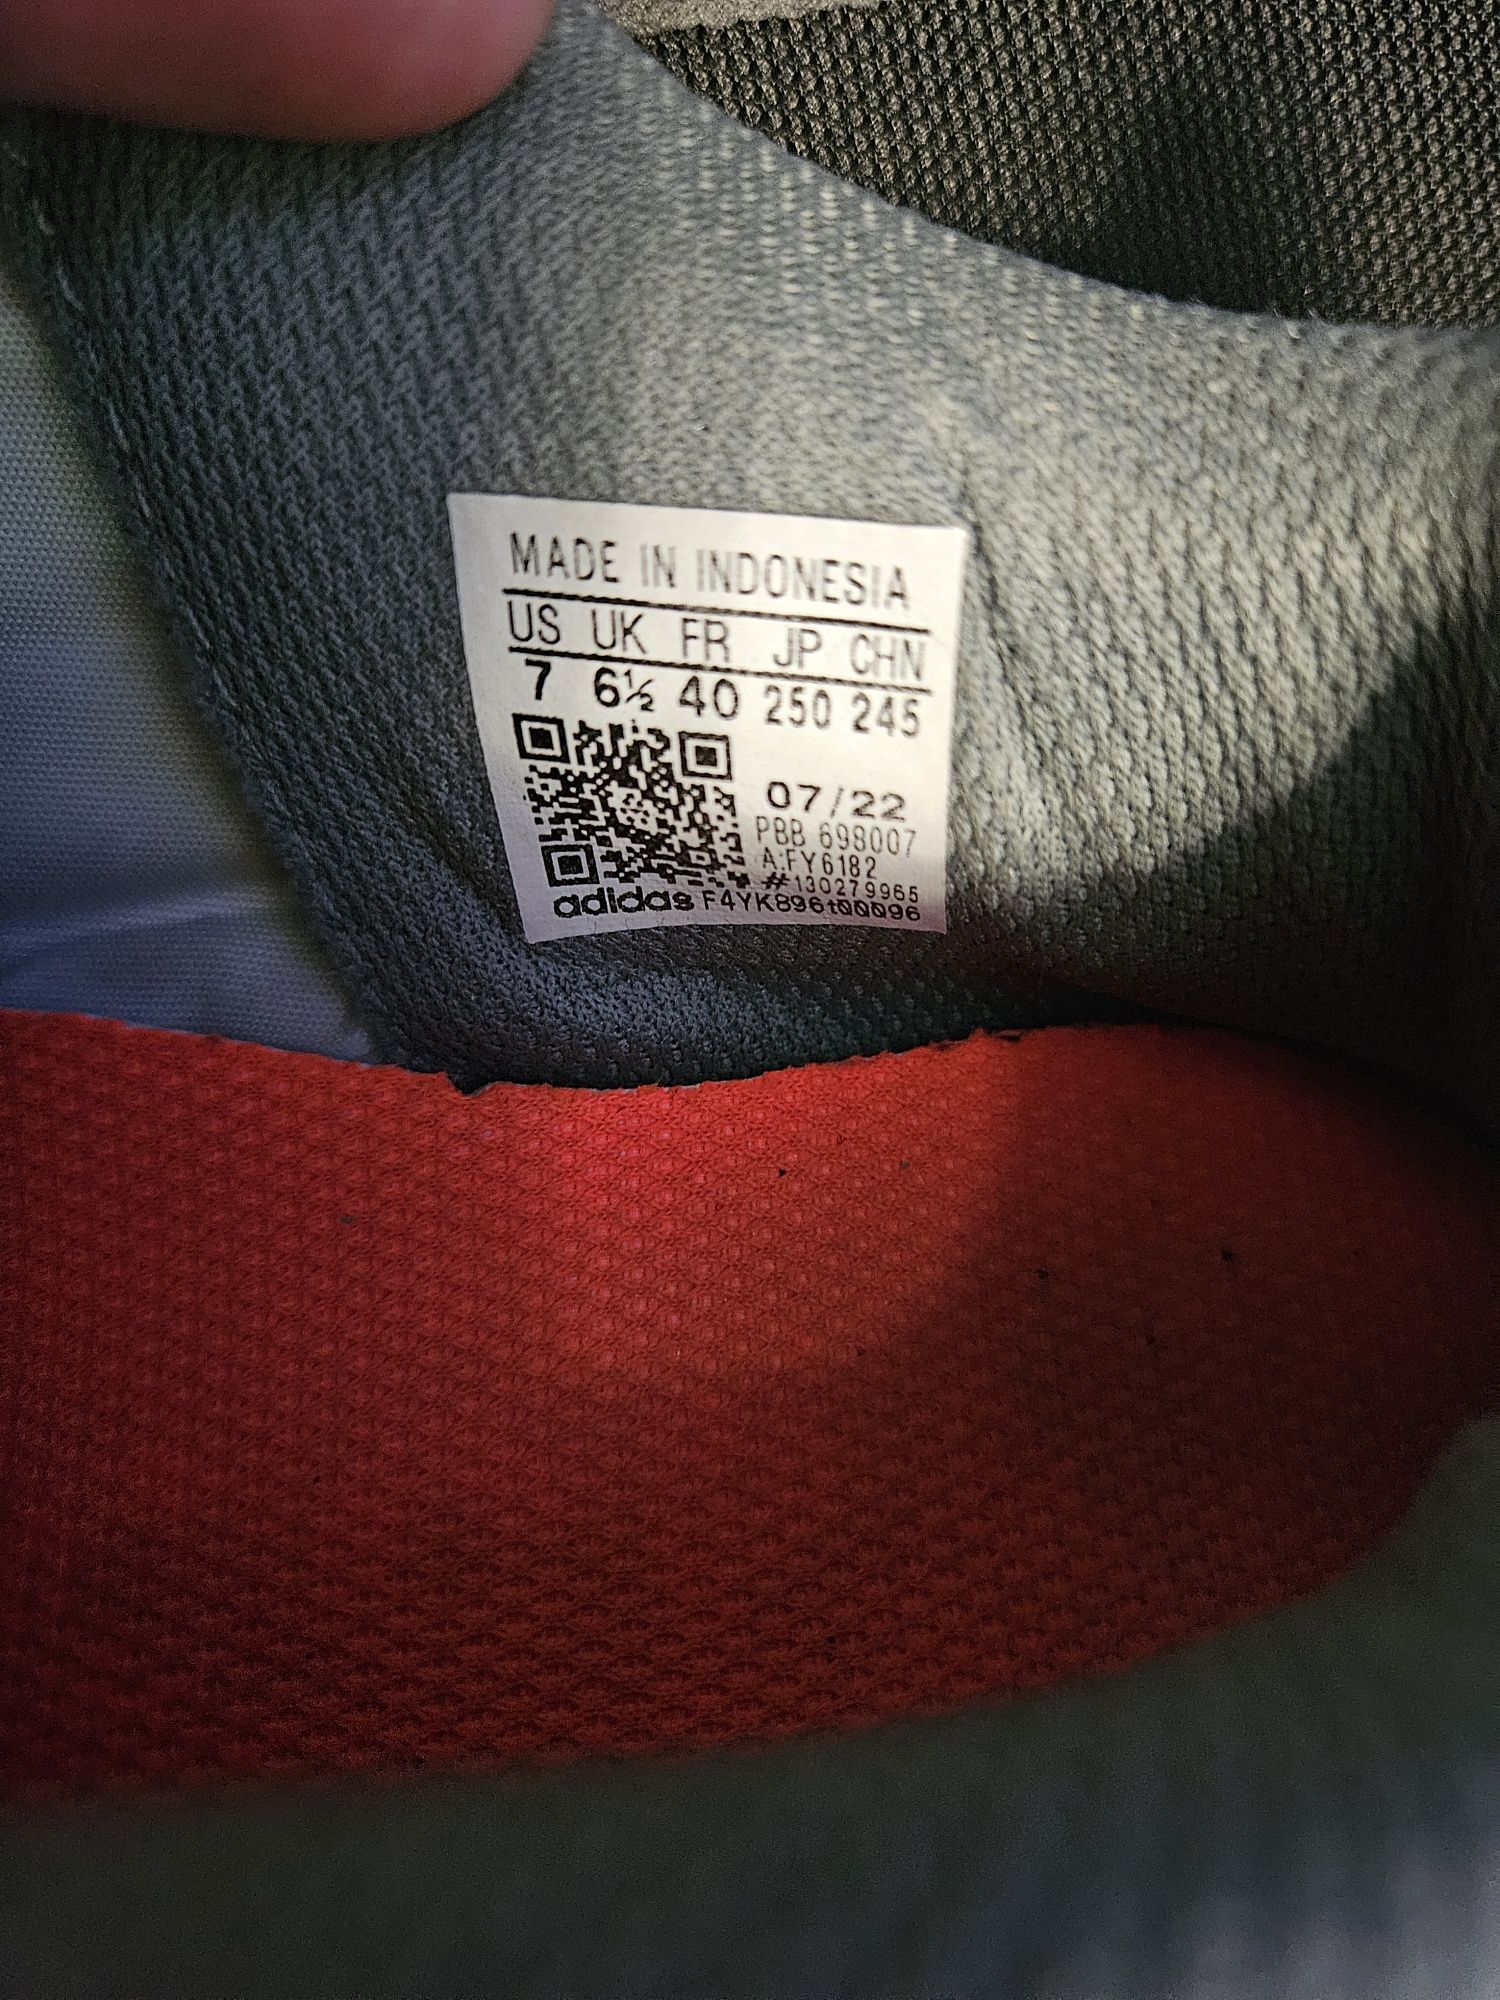 MADE IN INDONESIA
US UK FR JP CHN
7 6½ 40 250 245
07/22
PBB 698007
A:FY6182
#130279965
adidas F4YK896t00096